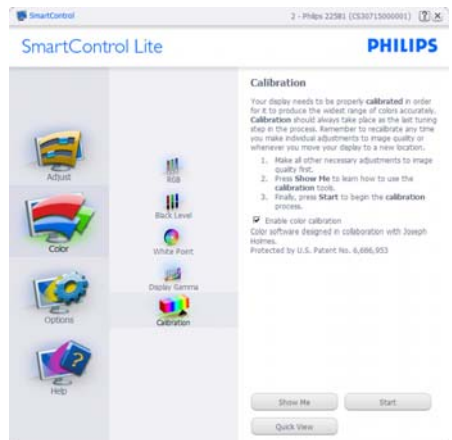 SmartControl
2 - Philips 225B1 (CS30715000001)
SmartControl Lite
PHILIPS
Adjust
Color
Options
Help
RGB
Black Level
White Point
Display Gamma
Calibration
Calibration
Your display needs to be properly calibrated in order
for it to produce the widest range of colors accurately.
Calibration should always take place as the last tuning
step in the process. Remember to recalibrate any time
you make individual adjustments to image quality or
whenever you move your display to a new location.
1. Make all other necessary adjustments to image
quality first.
2. Press Show Me to learn how to use the
calibration tools.
3. Finally, press Start to begin the calibration
process.
Enable color calibration
Color software designed in collaboration with Joseph
Holmes.
Protected by U.S. Patent No. 6,686,953
Show Me
Start
Quick View